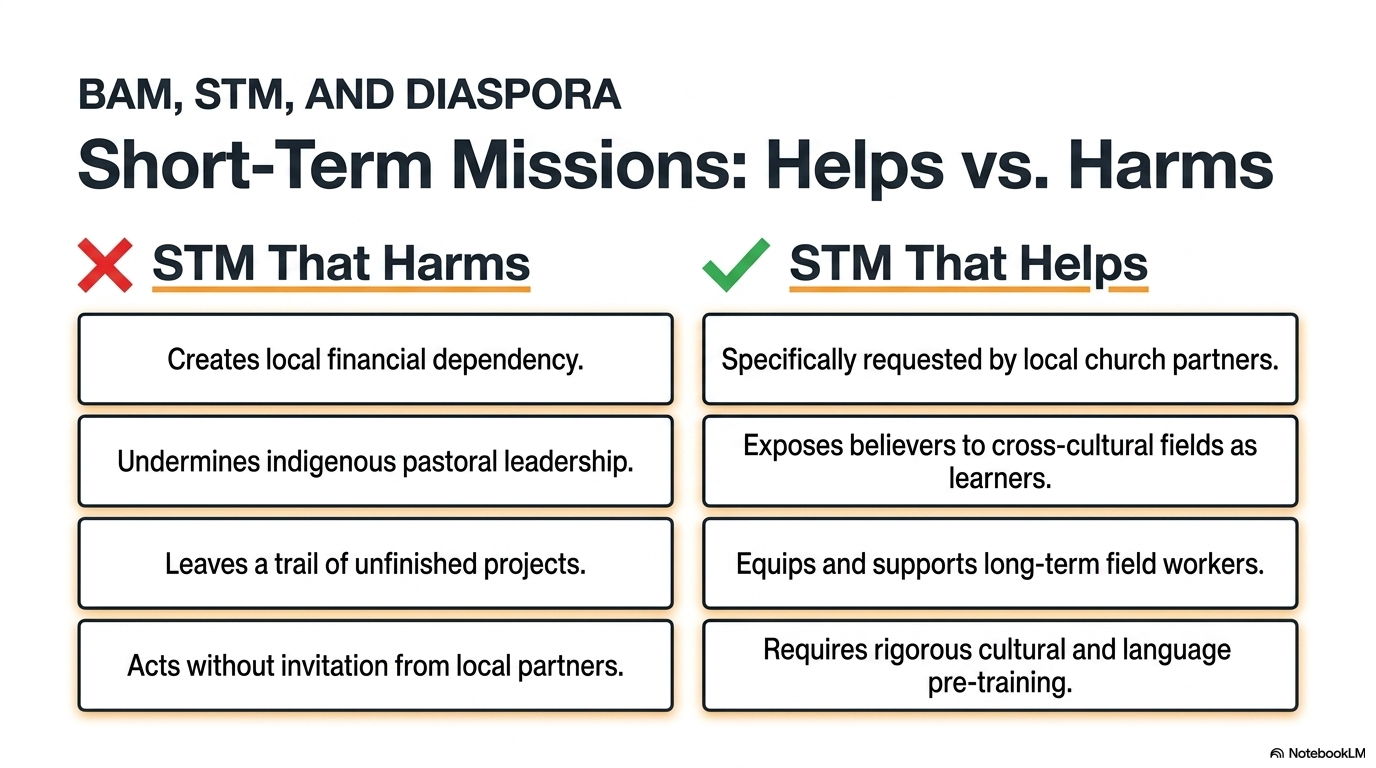 BAM, STM, AND DIASPORA
Short-Term Missions: Helps vs. Harms
STM That Harms
Creates local financial dependency.
Undermines indigenous pastoral leadership.
Leaves a trail of unfinished projects.
Acts without invitation from local partners.
STM That Helps
Specifically requested by local church partners.
Exposes believers to cross-cultural fields as
learners.
Equips and supports long-term field workers.
Requires rigorous cultural and language
pre-training.
NotebookLM